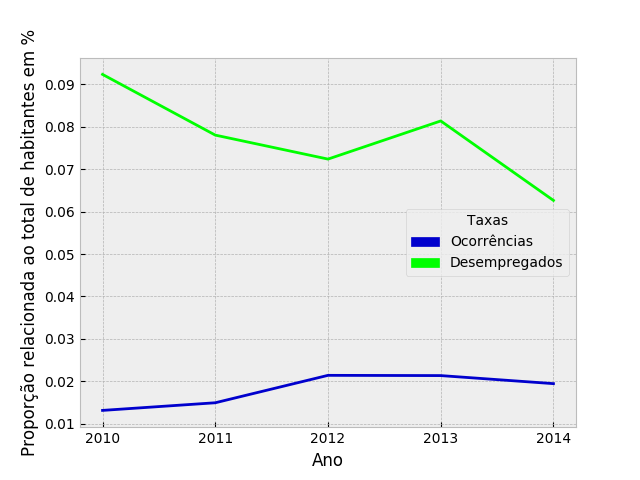 Proporção relacionada ao total de habitantes em %
0.09
0.08
0.07
0.06
0.05
0.04
0.03
0.02
0.01
Taxas
Ocorrências
Desempregados
2010 2011 2012 2013 2014
Ano